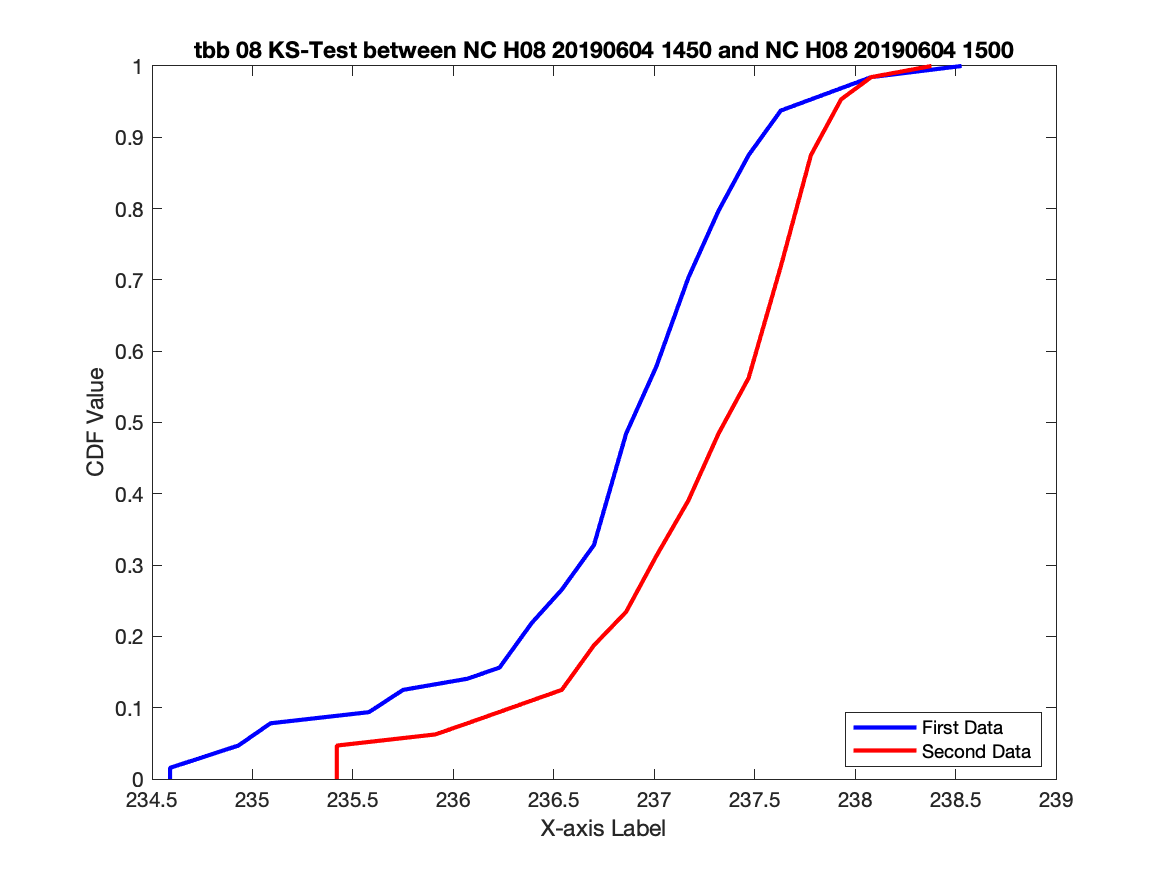 tbb 08 KS-Test between NC H08 20190604 1450 and NC H08 20190604 1500
1
0.9
0.8
0.7
0.6
0.5
0.4
0.3
0.2
0.1
0
CDF Value
234.5 235 235.5 236 236.5 237 237.5 238 238.5 239
X-axis Label
First Data
Second Data